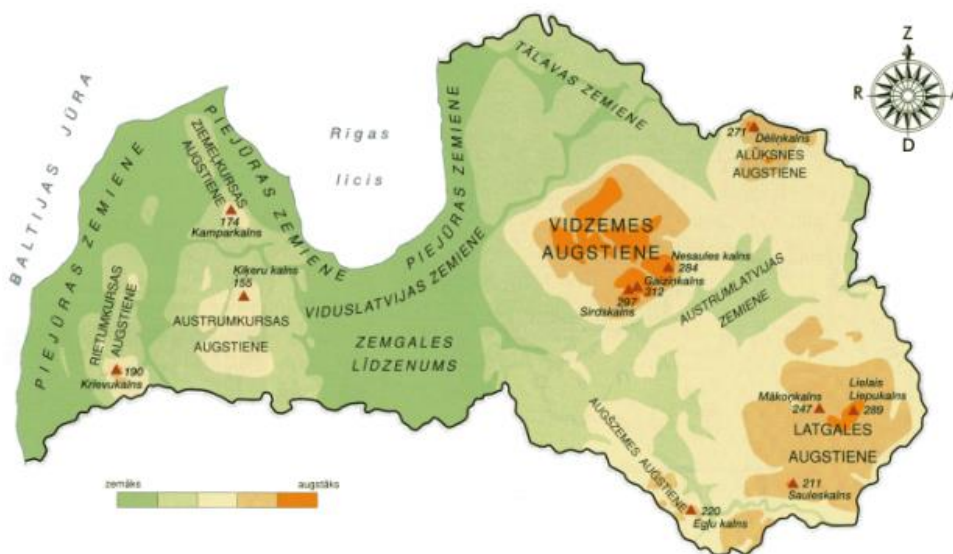 BALTIJAS JŪRA
Rīgas
līcis
Z
R
A
D
TĀLAVAS ZEMIENE
PIEJŪRAS ZEMIENE
PIEJŪRAS ZEMIENE
PIEJŪRAS ZEMIENE
ZIEMEĻKURSAS
AUGSTIENE
174
Kamparkalns
271
Dēliņkalns
ALŪKSNES
AUGSTIENE
VIDZEMES
AUGSTIENE
Nesaules kalns
284
Gaiziņkalns
312
297
Sirdskalns
Ķikeru kalns
155
VIDUSLATVIJAS ZEMIENE
AUSTRUMLATVIJAS
ZEMIENE
RIETUMKURSAS
AUGSTIENE
190
Krievukalns
AUSTRUMKURSAS
AUGSTIENE
ZEMGALES
LĪDZENUMS
Mākoņkalns
247
Lielais
Liepukalns
289
LATGALES
AUGSTIENE
211
Sauleskalns
AUGSZEMES AUGSTIENE
220
Egļu kalns
zemāks
augstāks